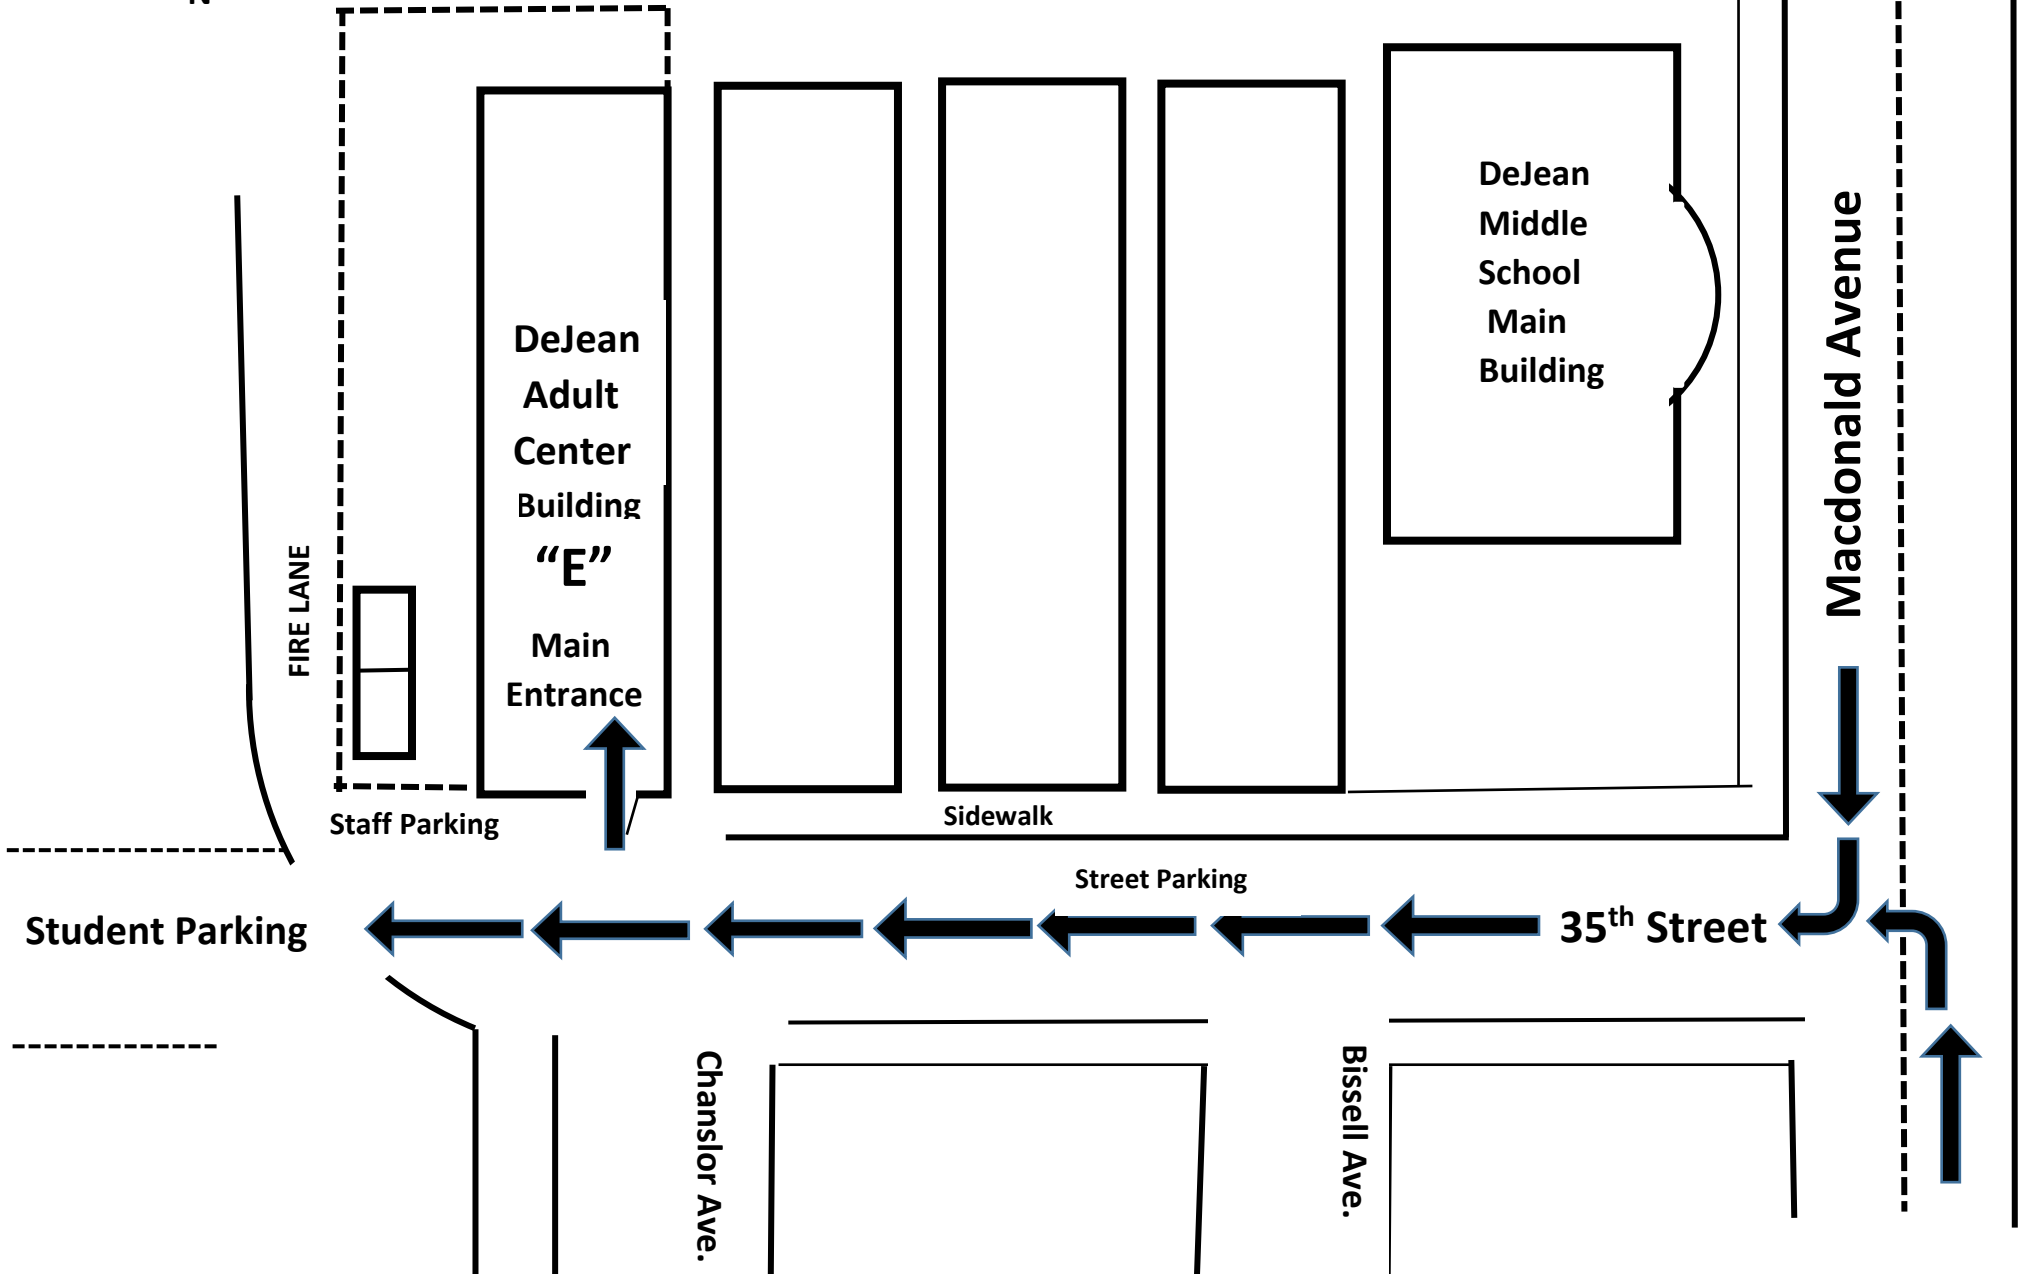 N
DeJean
Middle
School
Main
Building
Macdonald Avenue
DeJean
Adult
Center
Building
“E”
Main
Entrance
FIRE LANE
Staff Parking
Sidewalk
Street Parking
Student Parking
35th Street
Chanslor Ave.
Bissell Ave.